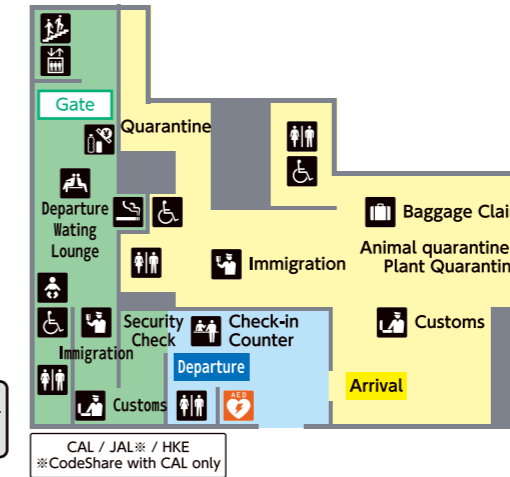 Gate
Quarantine
Departure
Wating
Lounge
Baggage Clai
Immigration
Animal quarantine
Plant Quarantin
Security
Check
Check-in
Counter
Customs
Immigration
Departure
Arrival
Customs
AED
CAL / JAL※ / HKE
※CodeShare with CAL only